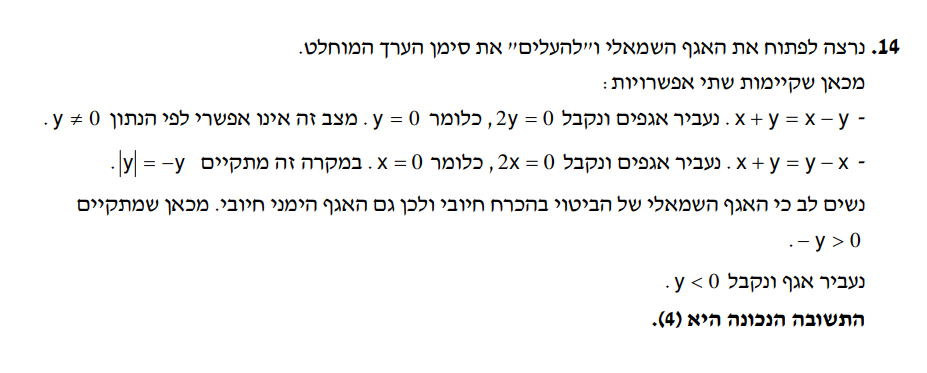 14. נרצה לפתוח את האגף השמאלי ו״להעלים״ את סימן הערך המוחלט.
מכאן שקיימות שתי אפשרויות:
- x + y = x − y . נעביר אגפים ונקבל 2y = 0 , כלומר y = 0 . מצב זה אינו אפשרי לפי הנתון y ≠ 0 .
- x + y = y − x . נעביר אגפים ונקבל 2x = 0 , כלומר x = 0 . במקרה זה מתקיים |y| = −y .
נשים לב כי האגף השמאלי של הביטוי בהכרח חיובי ולכן גם האגף הימני חיובי. מכאן שמתקיים
− y > 0 .
נעביר אגף ונקבל y < 0 .
התשובה הנכונה היא (4).